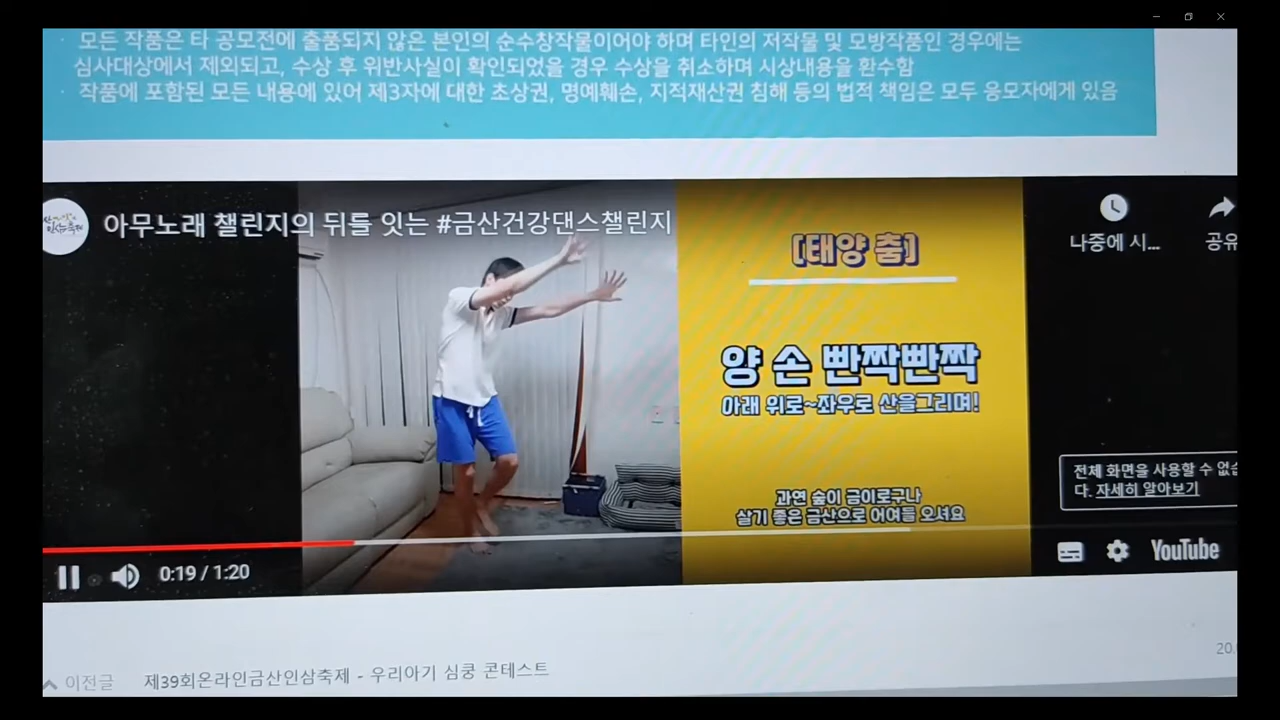 모든 작품은 타 공모전에 출품되지 않은 본인의 순수창작물이어야 하며 타인의 저작물 및 모방작품인 경우에는
심사대상에서 제외되고, 수상 후 위반사실이 확인되었을 경우 수상을 취소하며 시상내용을 환수함
작품에 포함된 모든 내용에 있어 제3자에 대한 초상권, 명예훼손, 지적재산권 침해 등의 법적 책임은 모두 응모자에게 있음
아무노래 챌린지의 뒤를 잇는 #금산건강댄스챌린지
나중에 시...
공유
[태양 춤]
양 손 빤짝빤짝
아래 위로~좌우로 산을그리며!
과연 숲이 금이로구나
살기 좋은 금산으로 어여들 오셔요
전체 화면을 사용할 수 없습
다. 자세히 알아보기
0:19 / 1:20
YouTube
20.
이전글 제39회온라인금산인삼축제 - 우리아기 심쿵 콘테스트